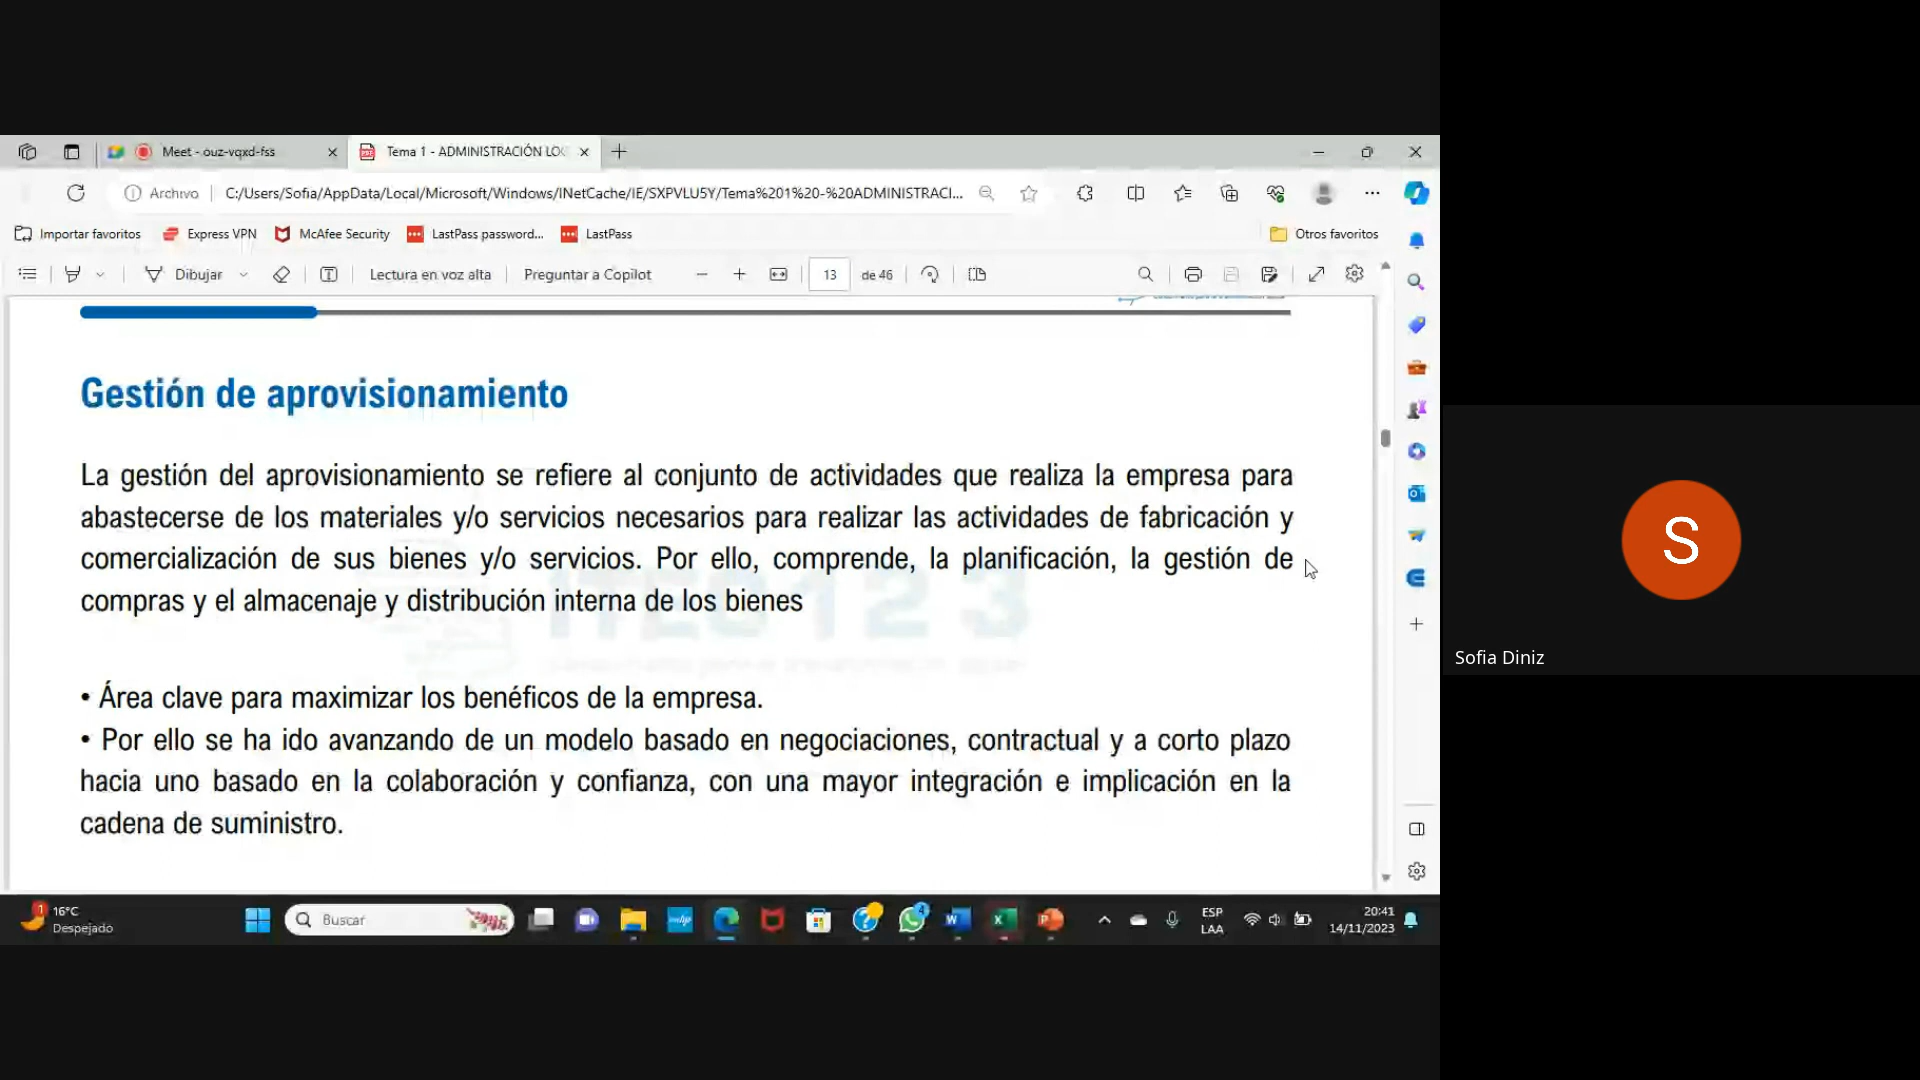 Meet - ouz-vqxd-fss
Tema 1 - ADMINISTRACIÓN LOG
Archivo
C:/Users/Sofia/AppData/Local/Microsoft/Windows/INetCache/IE/SXPVLU5Y/Tema%201%20-%20ADMINISTRACI...
Importar favoritos
Express VPN
McAfee Security
LastPass password...
LastPass
Otros favoritos
Dibujar
Lectura en voz alta
Preguntar a Copilot
13
de 46
Gestión de aprovisionamiento
La gestión del aprovisionamiento se refiere al conjunto de actividades que realiza la empresa para
abastecerse de los materiales y/o servicios necesarios para realizar las actividades de fabricación y
comercialización de sus bienes y/o servicios. Por ello, comprende, la planificación, la gestión de
compras y el almacenaje y distribución interna de los bienes
ITEC 1 2 3
• Área clave para maximizar los benéficos de la empresa.
• Por ello se ha ido avanzando de un modelo basado en negociaciones, contractual y a corto plazo
hacia uno basado en la colaboración y confianza, con una mayor integración e implicación en la
cadena de suministro.
S
Sofia Diniz
1
16°C
Despejado
Buscar
4
ESP
LAA
20:41
14/11/2023